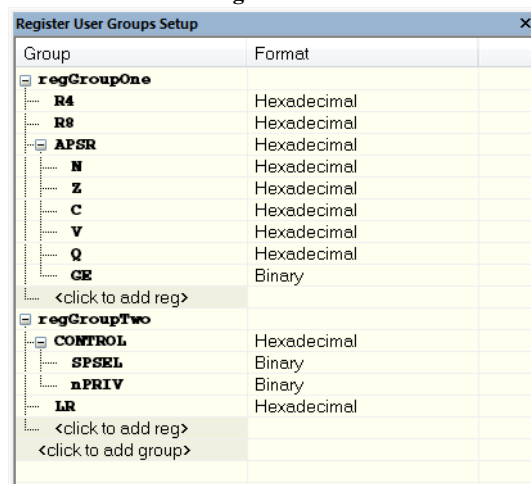 Register User Groups Setup
Group Format
regGroupOne
R4 Hexadecimal
R8 Hexadecimal
APSR Hexadecimal
N Hexadecimal
Z Hexadecimal
C Hexadecimal
V Hexadecimal
Q Hexadecimal
GE Binary
<click to add reg>
regGroupTwo
CONTROL Hexadecimal
SPSEL Binary
nPRIV Binary
LR Hexadecimal
<click to add reg>
<click to add group>